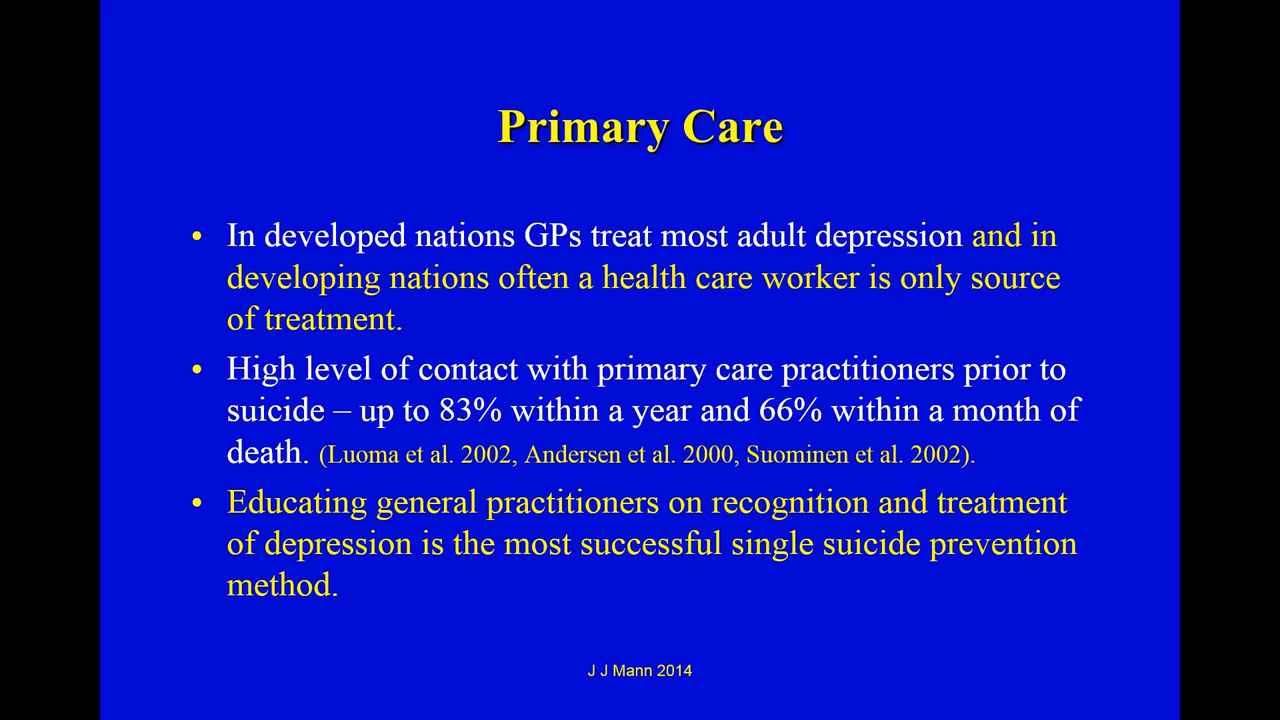 Primary Care
• In developed nations GPs treat most adult depression and in
developing nations often a health care worker is only source
of treatment.
• High level of contact with primary care practitioners prior to
suicide – up to 83% within a year and 66% within a month of
death. (Luoma et al. 2002, Andersen et al. 2000, Suominen et al. 2002).
• Educating general practitioners on recognition and treatment
of depression is the most successful single suicide prevention
method.
J J Mann 2014